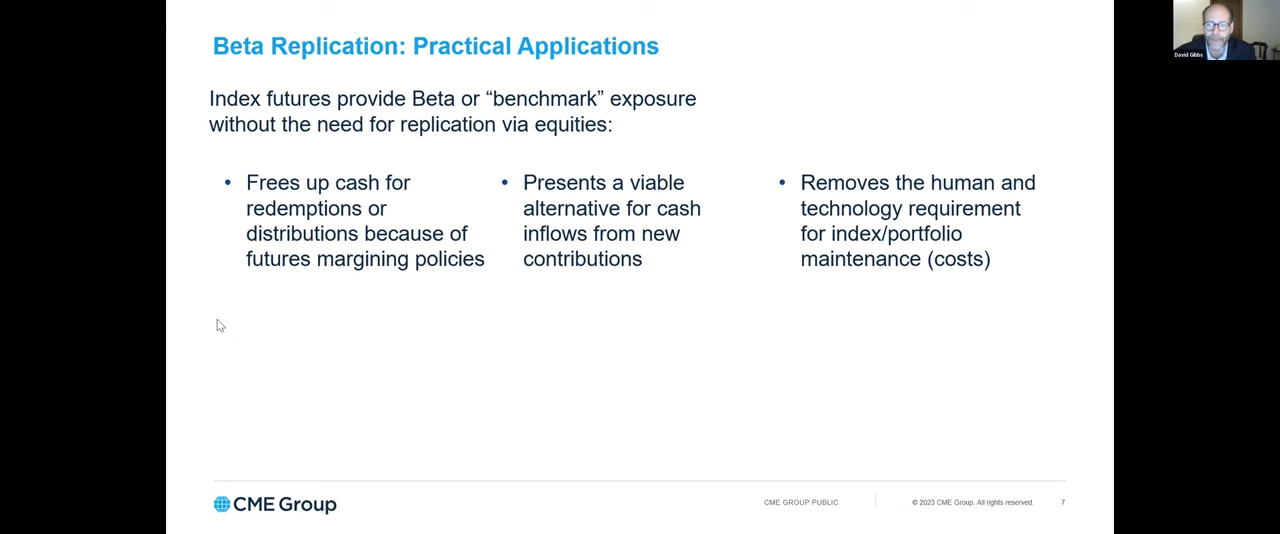 Beta Replication: Practical Applications
David Gibbs
Index futures provide Beta or “benchmark” exposure
without the need for replication via equities:
• Frees up cash for
redemptions or
distributions because of
futures margining policies
• Presents a viable
alternative for cash
inflows from new
contributions
• Removes the human and
technology requirement
for index/portfolio
maintenance (costs)
CME Group
CME GROUP PUBLIC
© 2023 CME Group. All rights reserved.
7